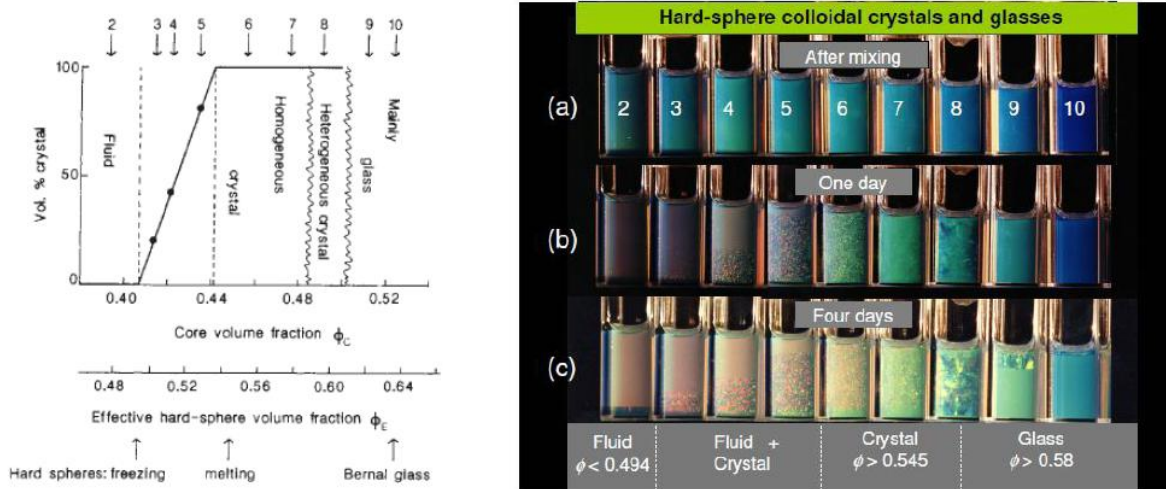 2 3 4 5 6 7 8 9 10
100
50
0
Vol. % crystal
Fluid
crystal
Homogeneous
Heterogeneous crystal
glass
Mainly
0.40 0.44 0.48 0.52
Core volume fraction ϕC
0.48 0.52 0.56 0.60 0.64
Effective hard-sphere volume fraction ϕE
Hard spheres: freezing melting Bernal glass
Hard-sphere colloidal crystals and glasses
After mixing
(a)
2 3 4 5 6 7 8 9 10
One day
(b)
Four days
(c)
Fluid
ϕ < 0.494
Fluid +
Crystal
Crystal
ϕ > 0.545
Glass
ϕ > 0.58